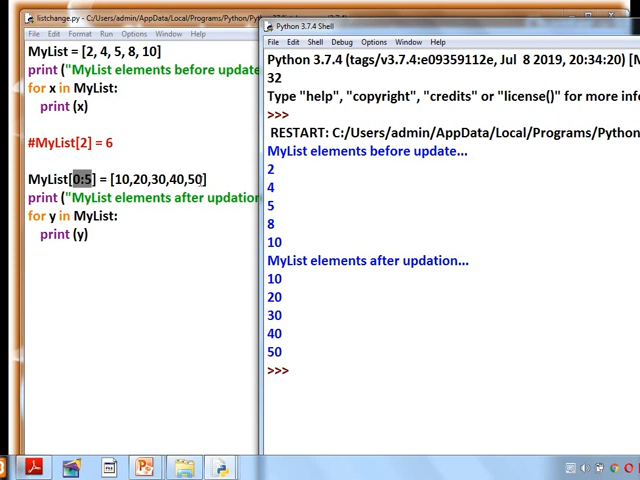 listchange.py - C:/Users/admin/AppData/Local/Programs/Python/Pyth
File Edit Format Run Options Window Help
MyList = [2, 4, 5, 8, 10]
print ("MyList elements before update
for x in MyList:
print (x)
#MyList[2] = 6
MyList[0:5] = [10,20,30,40,50]
print ("MyList elements after updation
for y in MyList:
print (y)
Python 3.7.4 Shell
File Edit Shell Debug Options Window Help
Python 3.7.4 (tags/v3.7.4:e09359112e, Jul 8 2019, 20:34:20) [M
32
Type "help", "copyright", "credits" or "license()" for more info
>>>
RESTART: C:/Users/admin/AppData/Local/Programs/Python
MyList elements before update...
2
4
5
8
10
MyList elements after updation...
10
20
30
40
50
>>>